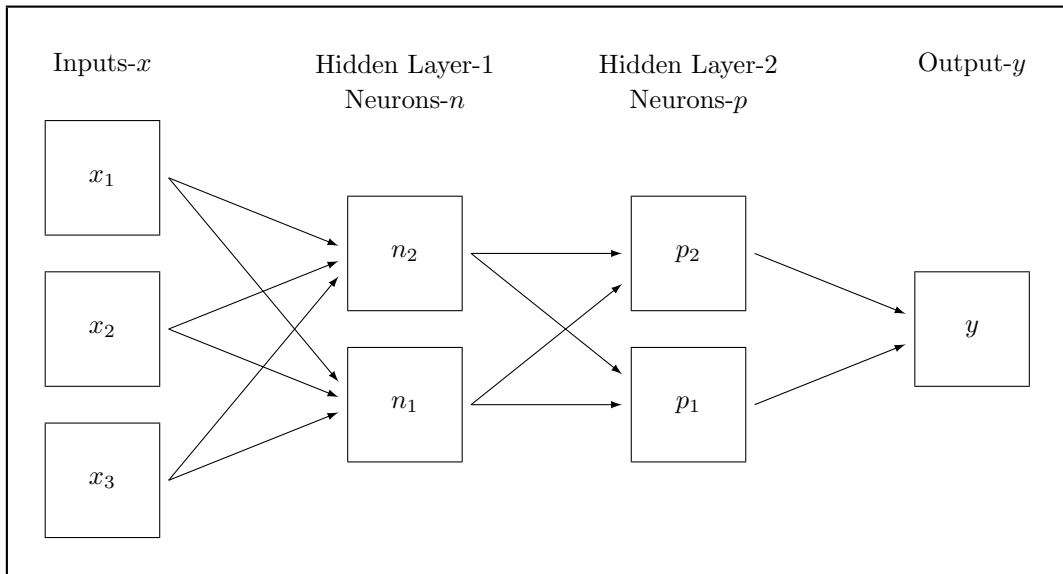 Inputs-x
Hidden Layer-1
Neurons-n
Hidden Layer-2
Neurons-p
Output-y
x₁
x₂
x₃
n₂
n₁
p₂
p₁
y